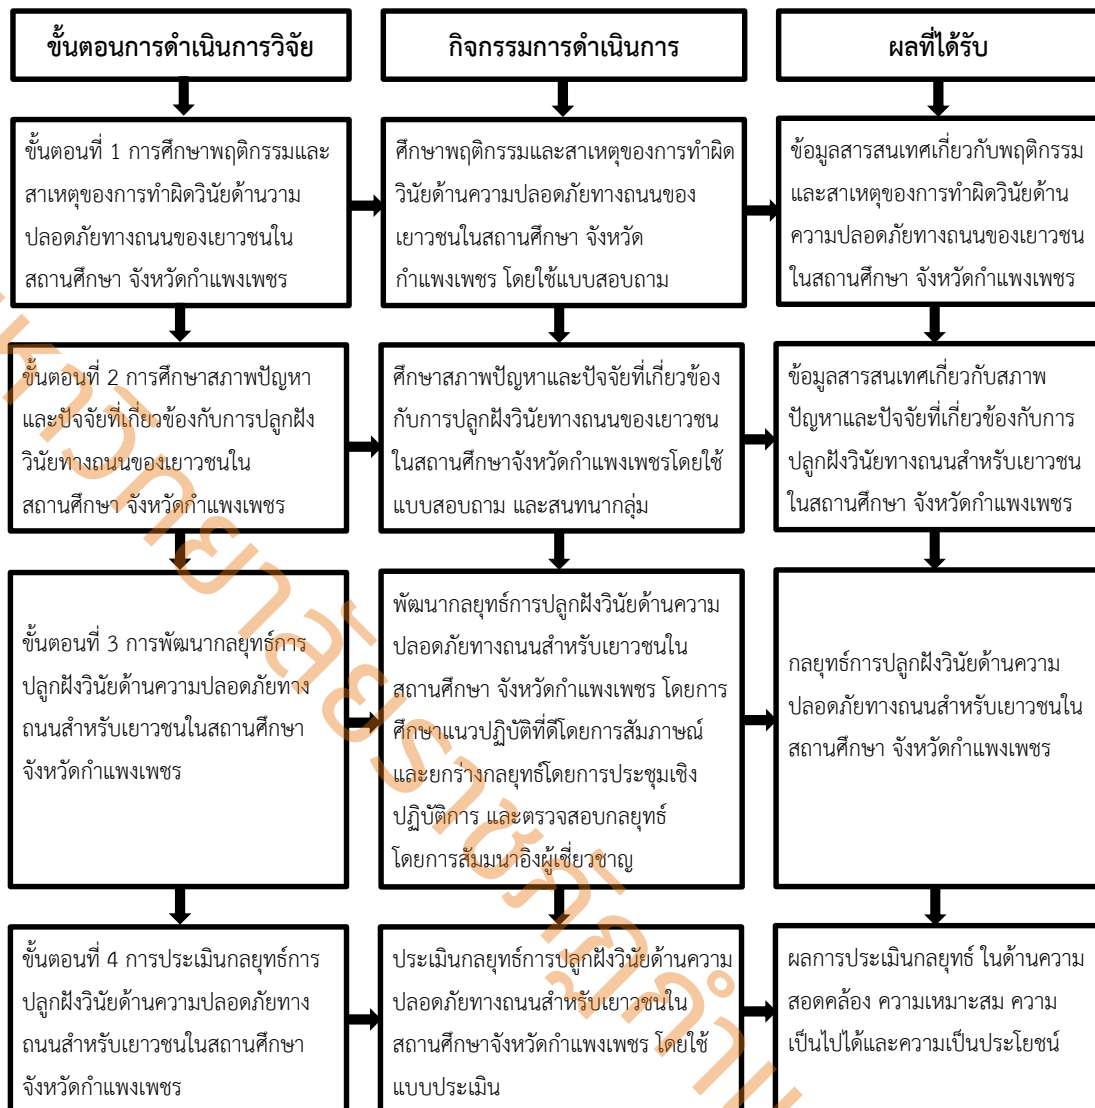 ขั้นตอนการดำเนินการวิจัย
กิจกรรมการดำเนินการ
ผลที่ได้รับ
ขั้นตอนที่ 1 การศึกษาพฤติกรรมและ
สาเหตุของการทำผิดวินัยด้านวาม
ปลอดภัยทางถนนของเยาวชนใน
สถานศึกษา จังหวัดกำแพงเพชร
ศึกษาพฤติกรรมและสาเหตุของการทำผิด
วินัยด้านความปลอดภัยทางถนนของ
เยาวชนในสถานศึกษา จังหวัด
กำแพงเพชร โดยใช้แบบสอบถาม
ข้อมูลสารสนเทศเกี่ยวกับพฤติกรรม
และสาเหตุของการทำผิดวินัยด้าน
ความปลอดภัยทางถนนของเยาวชน
ในสถานศึกษา จังหวัดกำแพงเพชร
ขั้นตอนที่ 2 การศึกษาสภาพปัญหา
และปัจจัยที่เกี่ยวข้องกับการปลูกฝัง
วินัยทางถนนของเยาวชนใน
สถานศึกษา จังหวัดกำแพงเพชร
ศึกษาสภาพปัญหาและปัจจัยที่เกี่ยวข้อง
กับการปลูกฝังวินัยทางถนนของเยาวชน
ในสถานศึกษาจังหวัดกำแพงเพชรโดยใช้
แบบสอบถาม และสนทนากลุ่ม
ข้อมูลสารสนเทศเกี่ยวกับสภาพ
ปัญหาและปัจจัยที่เกี่ยวข้องกับการ
ปลูกฝังวินัยทางถนนสำหรับเยาวชน
ในสถานศึกษา จังหวัดกำแพงเพชร
ขั้นตอนที่ 3 การพัฒนากลยุทธ์การ
ปลูกฝังวินัยด้านความปลอดภัยทาง
ถนนสำหรับเยาวชนในสถานศึกษา
จังหวัดกำแพงเพชร
พัฒนากลยุทธ์การปลูกฝังวินัยด้านความ
ปลอดภัยทางถนนสำหรับเยาวชนใน
สถานศึกษา จังหวัดกำแพงเพชร โดยการ
ศึกษาแนวปฏิบัติที่ดีโดยการสัมภาษณ์
และยกร่างกลยุทธ์โดยการประชุมเชิง
ปฏิบัติการ และตรวจสอบกลยุทธ์
โดยการสัมมนาอิงผู้เชี่ยวชาญ
กลยุทธ์การปลูกฝังวินัยด้านความ
ปลอดภัยทางถนนสำหรับเยาวชนใน
สถานศึกษา จังหวัดกำแพงเพชร
ขั้นตอนที่ 4 การประเมินกลยุทธ์การ
ปลูกฝังวินัยด้านความปลอดภัยทาง
ถนนสำหรับเยาวชนในสถานศึกษา
จังหวัดกำแพงเพชร
ประเมินกลยุทธ์การปลูกฝังวินัยด้านความ
ปลอดภัยทางถนนสำหรับเยาวชนใน
สถานศึกษาจังหวัดกำแพงเพชร โดยใช้
แบบประเมิน
ผลการประเมินกลยุทธ์ ในด้านความ
สอดคล้อง ความเหมาะสม ความ
เป็นไปได้และความเป็นประโยชน์